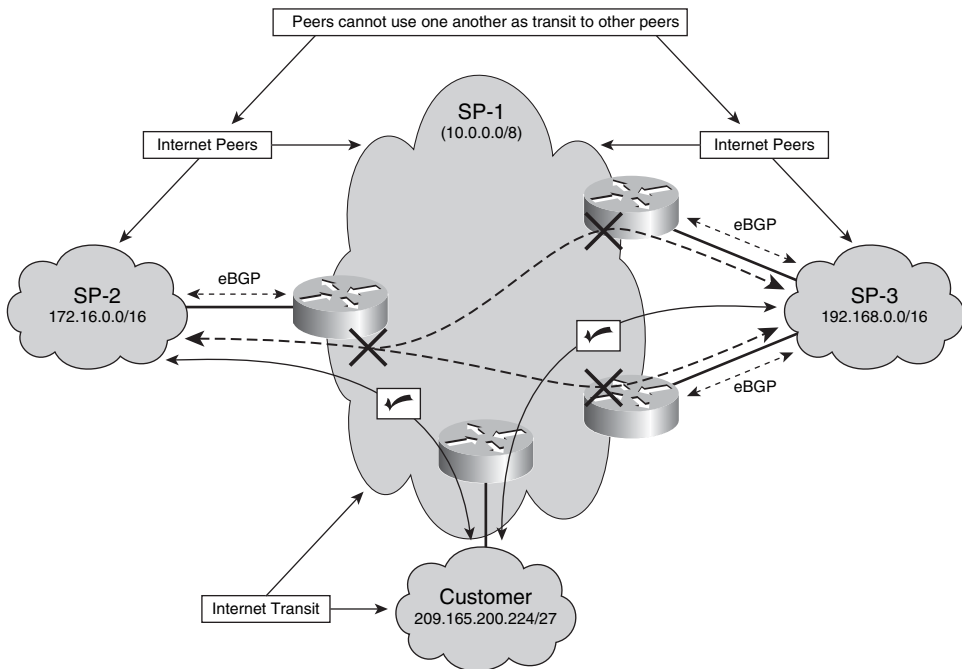 Peers cannot use one another as transit to other peers
SP-1
(10.0.0.0/8)
Internet Peers
Internet Peers
eBGP
eBGP
SP-2
172.16.0.0/16
SP-3
192.168.0.0/16
eBGP
Internet Transit
Customer
209.165.200.224/27